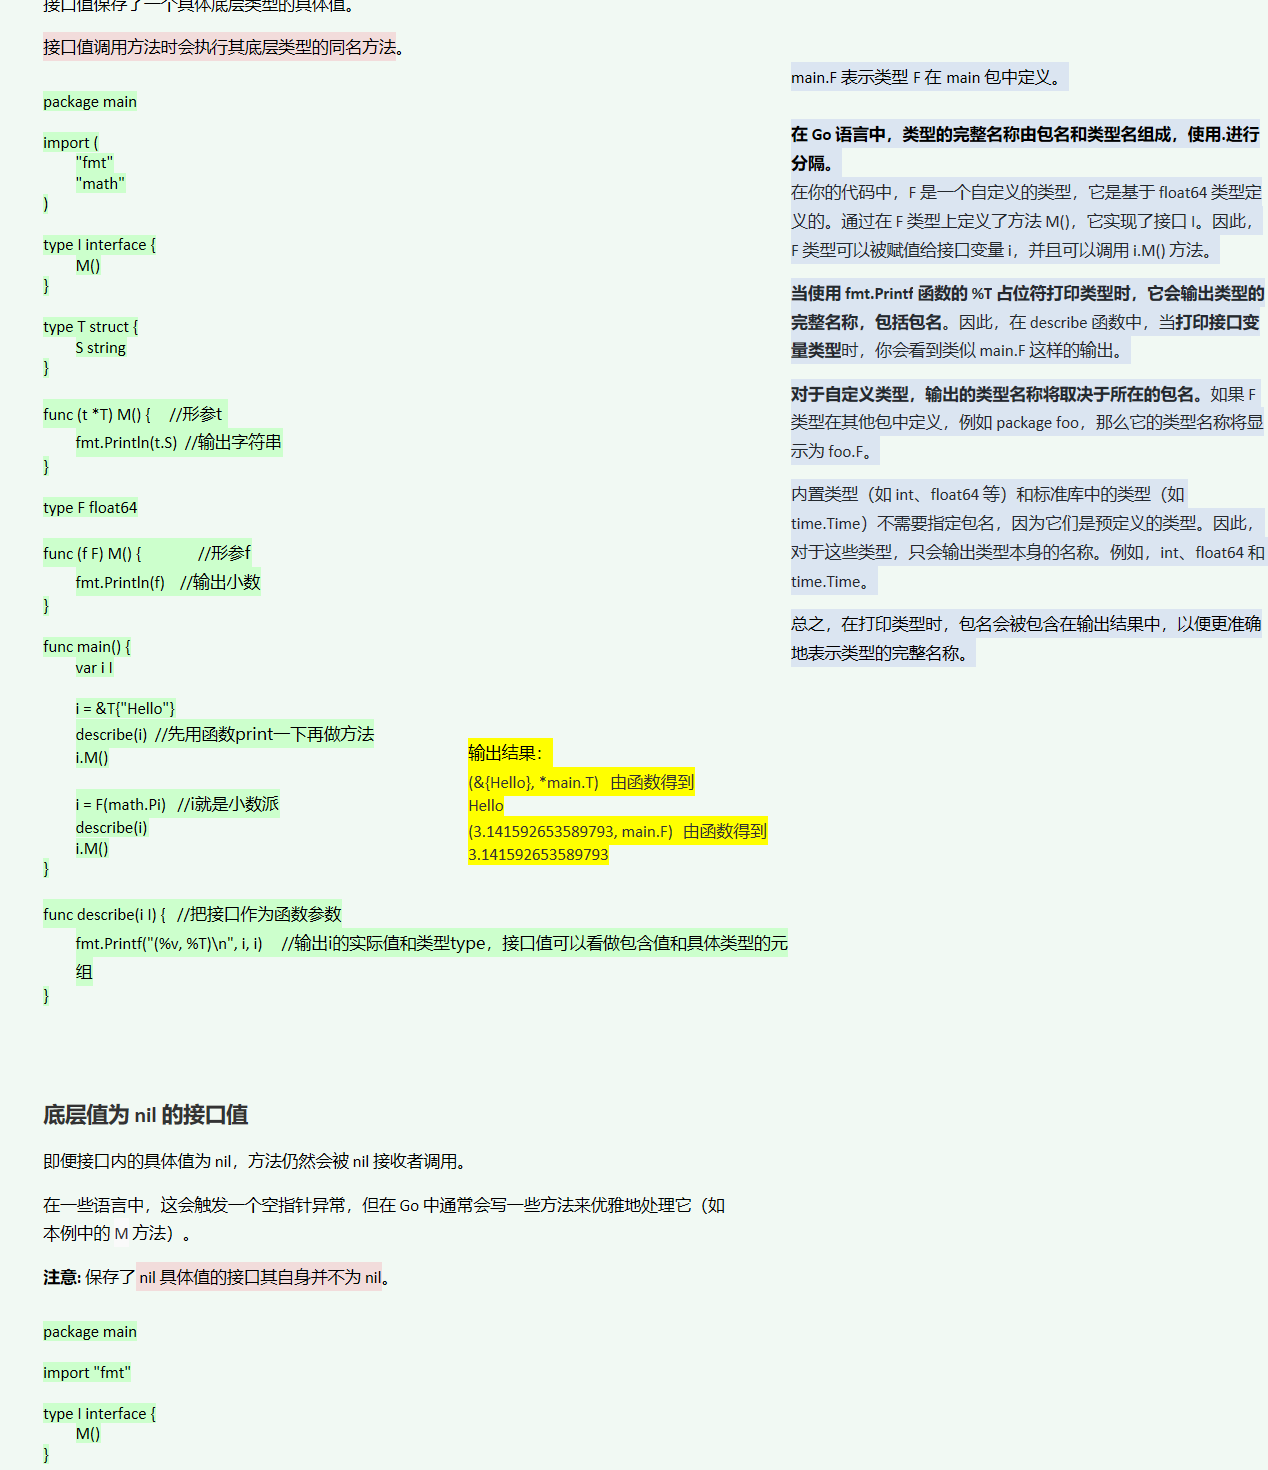 接口值保存了一个具体底层类型的具体值。
接口值调用方法时会执行其底层类型的同名方法。
package main
import (
"fmt"
"math"
)
type I interface {
M()
}
type T struct {
S string
}
func (t *T) M() { //形参t
fmt.Println(t.S) //输出字符串
}
type F float64
func (f F) M() { //形参f
fmt.Println(f) //输出小数
}
func main() {
var i I
i = &T{"Hello"}
describe(i) //先用函数print一下再做方法
i.M()
i = F(math.Pi) //i就是小数派
describe(i)
i.M()
}
func describe(i I) { //把接口作为函数参数
fmt.Printf("(%v, %T)\n", i, i) //输出i的实际值和类型type，接口值可以看做包含值和具体类型的元
组
}
输出结果：
(&{Hello}, *main.T) 由函数得到
Hello
(3.141592653589793, main.F) 由函数得到
3.141592653589793
main.F 表示类型 F 在 main 包中定义。
在 Go 语言中，类型的完整名称由包名和类型名组成，使用.进行
分隔。
在你的代码中，F 是一个自定义的类型，它是基于 float64 类型定
义的。通过在 F 类型上定义了方法 M()，它实现了接口 I。因此，
F 类型可以被赋值给接口变量 i，并且可以调用 i.M() 方法。
当使用 fmt.Printf 函数的 %T 占位符打印类型时，它会输出类型的
完整名称，包括包名。因此，在 describe 函数中，当打印接口变
量类型时，你会看到类似 main.F 这样的输出。
对于自定义类型，输出的类型名称将取决于所在的包名。如果 F
类型在其他包中定义，例如 package foo，那么它的类型名称将显
示为 foo.F。
内置类型（如 int、float64 等）和标准库中的类型（如
time.Time）不需要指定包名，因为它们是预定义的类型。因此，
对于这些类型，只会输出类型本身的名称。例如，int、float64 和
time.Time。
总之，在打印类型时，包名会被包含在输出结果中，以便更准确
地表示类型的完整名称。
底层值为 nil 的接口值
即便接口内的具体值为 nil，方法仍然会被 nil 接收者调用。
在一些语言中，这会触发一个空指针异常，但在 Go 中通常会写一些方法来优雅地处理它（如
本例中的 M 方法）。
注意: 保存了 nil 具体值的接口其自身并不为 nil。
package main
import "fmt"
type I interface {
M()
}